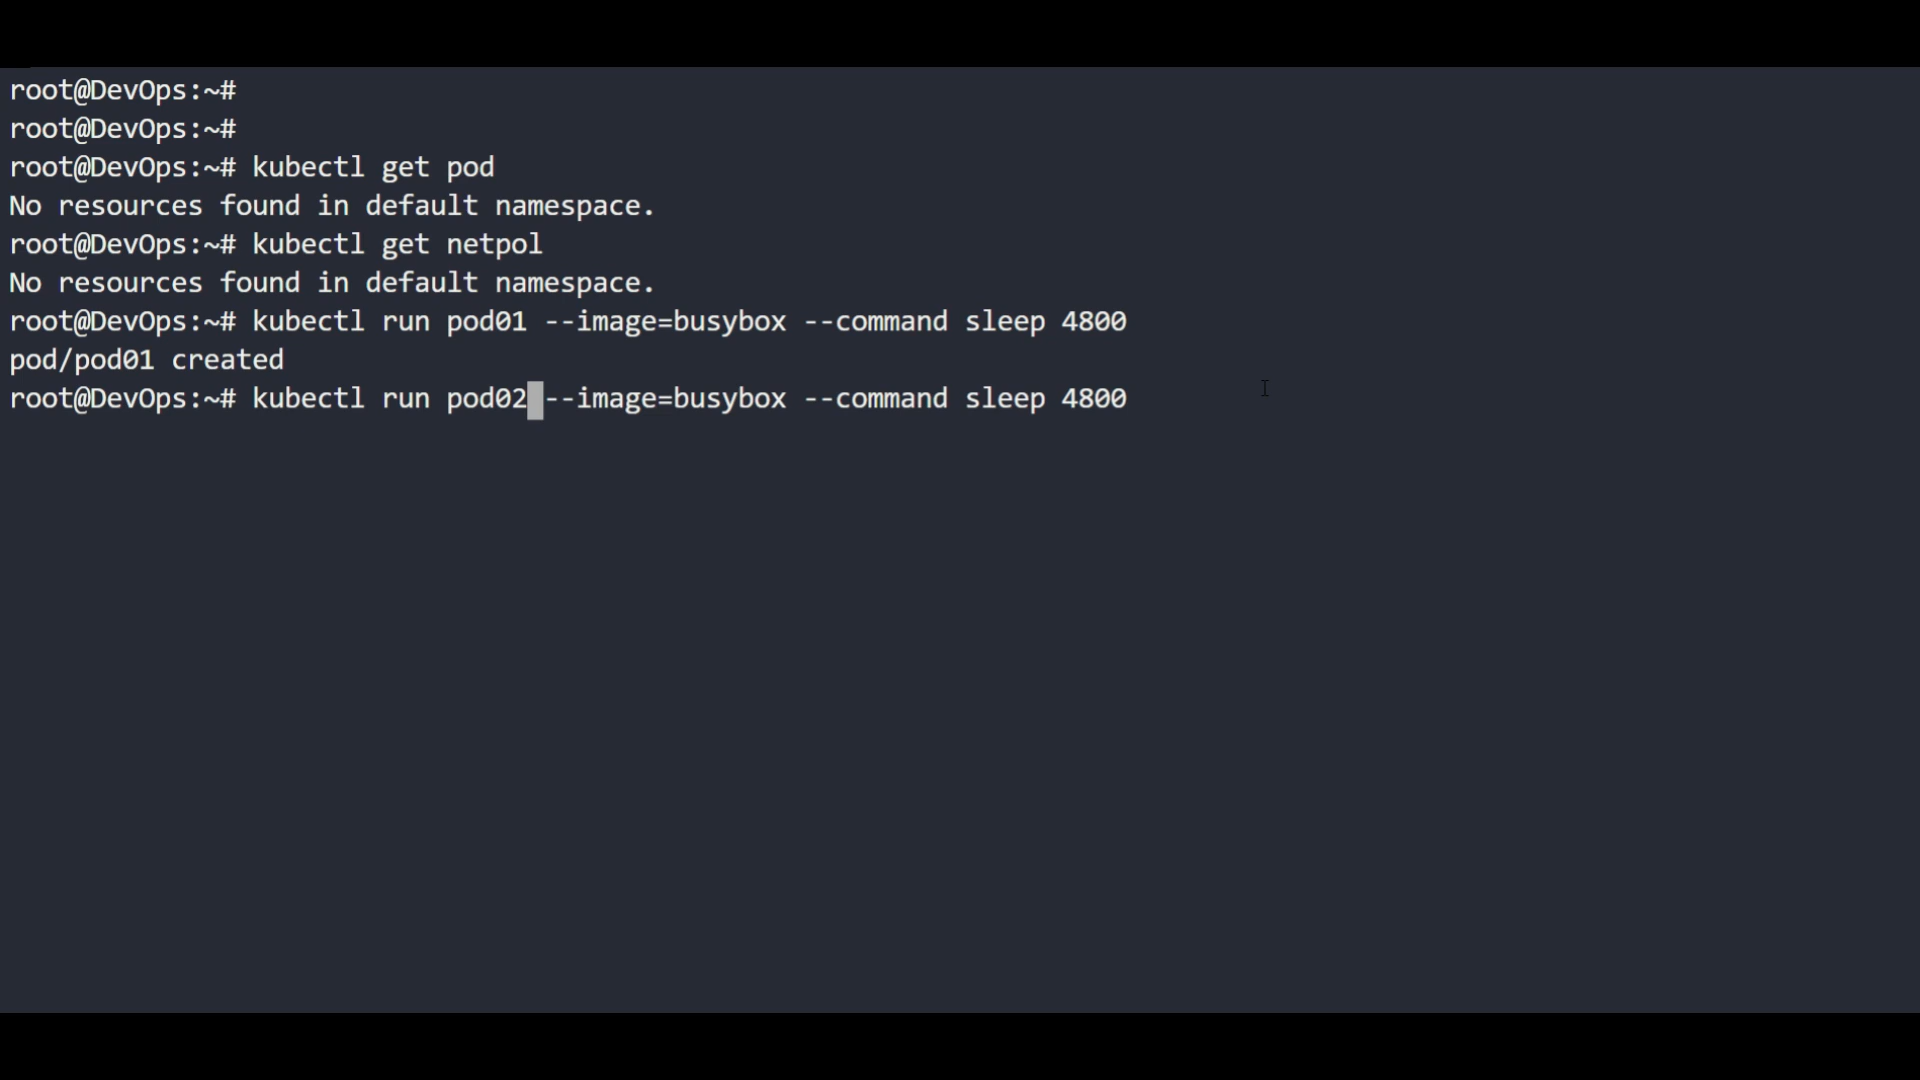 root@DevOps:~#
root@DevOps:~#
root@DevOps:~# kubectl get pod
No resources found in default namespace.
root@DevOps:~# kubectl get netpol
No resources found in default namespace.
root@DevOps:~# kubectl run pod01 --image=busybox --command sleep 4800
pod/pod01 created
root@DevOps:~# kubectl run pod02 --image=busybox --command sleep 4800